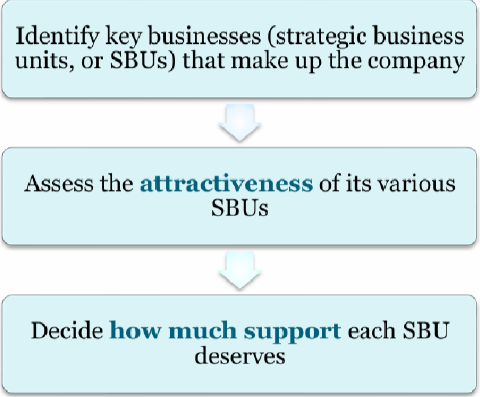 Identify key businesses (strategic business
units, or SBUs) that make up the company
Assess the attractiveness of its various
SBUs
Decide how much support each SBU
deserves